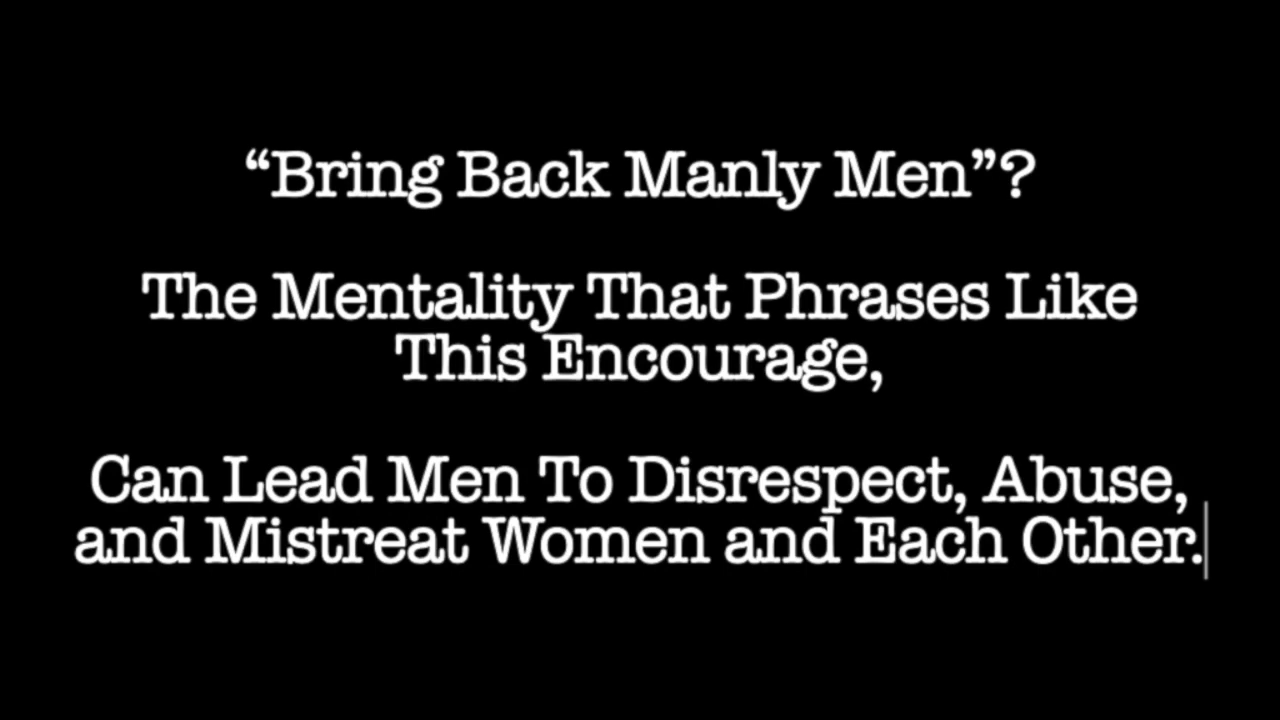 “Bring Back Manly Men”?
The Mentality That Phrases Like
This Encourage,
Can Lead Men To Disrespect, Abuse,
and Mistreat Women and Each Other.